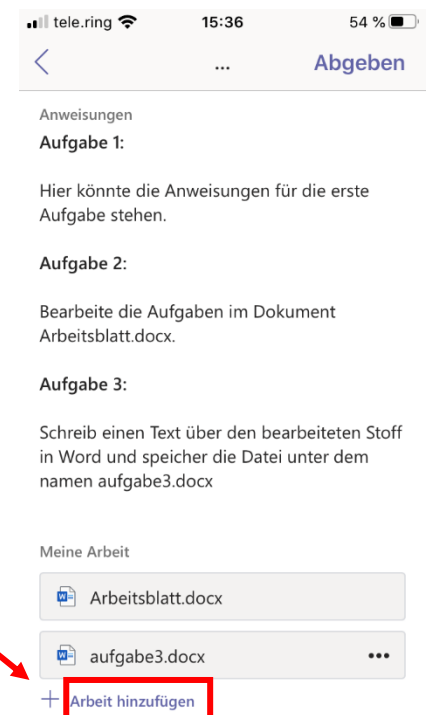 tele.ring 15:36 54 %
... Abgeben
Anweisungen
Aufgabe 1:
Hier könnte die Anweisungen für die erste
Aufgabe stehen.
Aufgabe 2:
Bearbeite die Aufgaben im Dokument
Arbeitsblatt.docx.
Aufgabe 3:
Schreib einen Text über den bearbeiteten Stoff
in Word und speicher die Datei unter dem
namen aufgabe3.docx
Meine Arbeit
Arbeitsblatt.docx
aufgabe3.docx •••
+ Arbeit hinzufügen